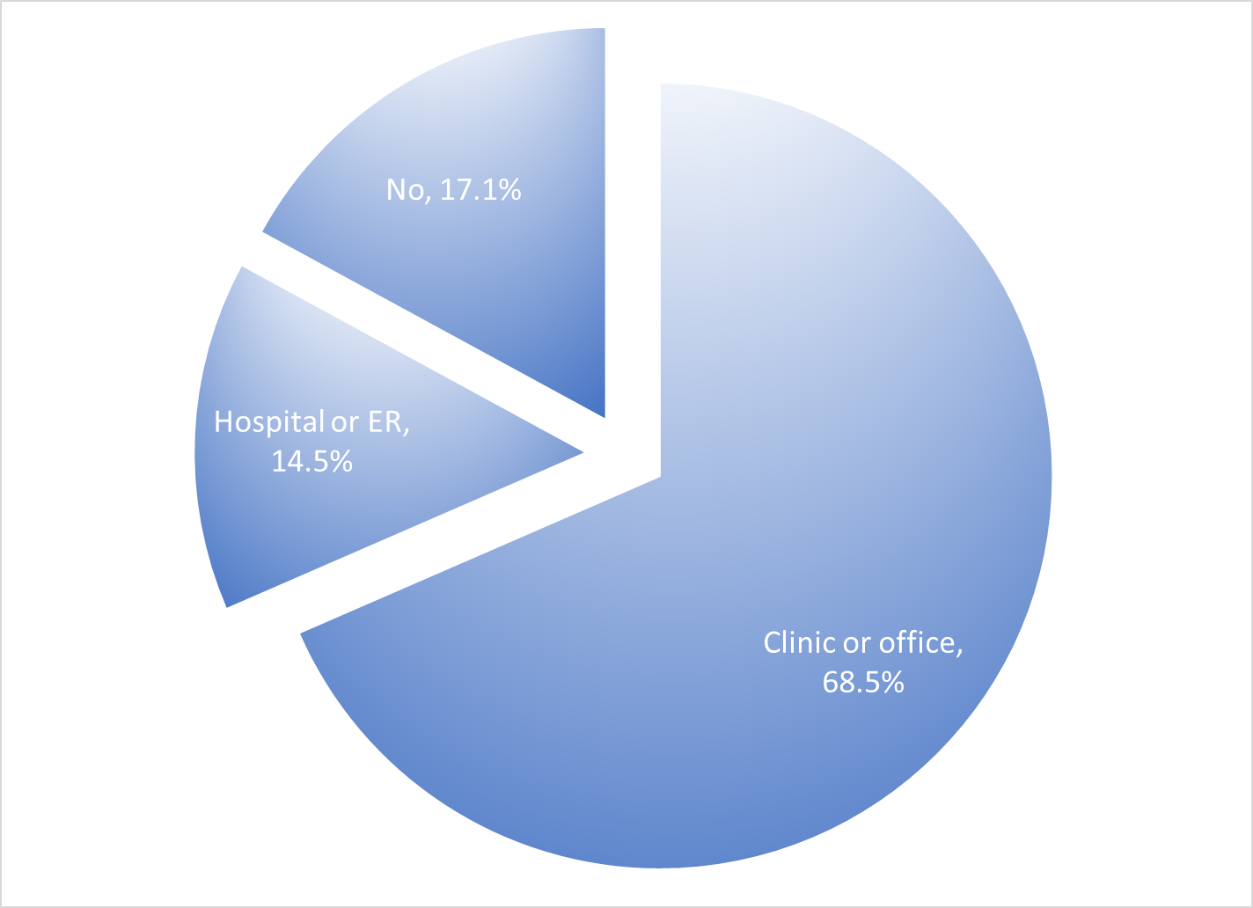 No, 17.1%
Hospital or ER,
14.5%
Clinic or office,
68.5%